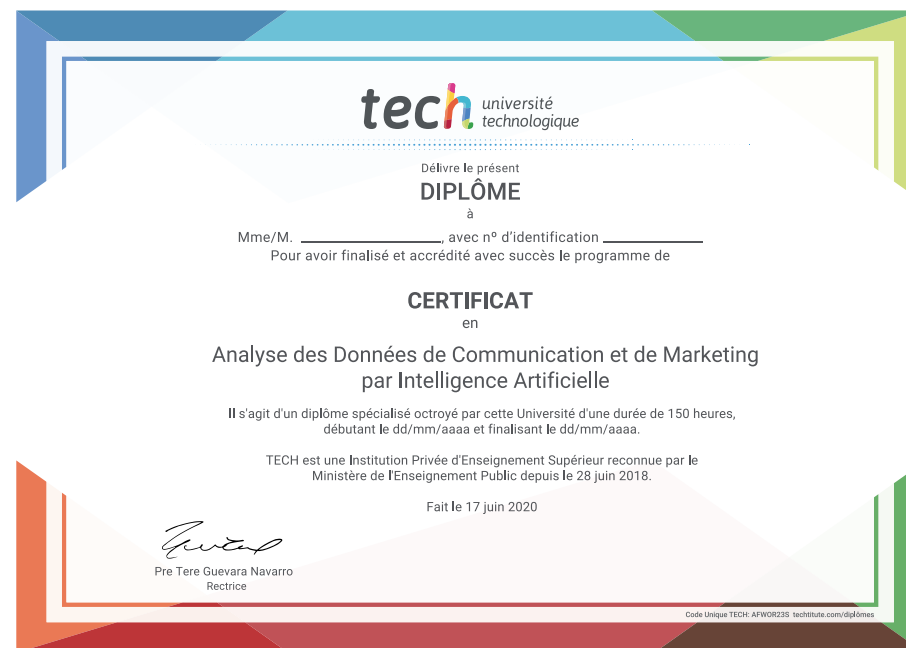 tech université
technologique
Délivre le présent
DIPLÔME
à
Mme/M. ____________________, avec nº d'identification ______________
Pour avoir finalisé et accrédité avec succès le programme de
CERTIFICAT
en
Analyse des Données de Communication et de Marketing
par Intelligence Artificielle
Il s'agit d'un diplôme spécialisé octroyé par cette Université d'une durée de 150 heures,
débutant le dd/mm/aaaa et finalisant le dd/mm/aaaa.
TECH est une Institution Privée d'Enseignement Supérieur reconnue par le
Ministère de l'Enseignement Public depuis le 28 juin 2018.
Fait le 17 juin 2020
Pre Tere Guevara Navarro
Rectrice
Code Unique TECH: AFWOR23S techtitute.com/diplômes